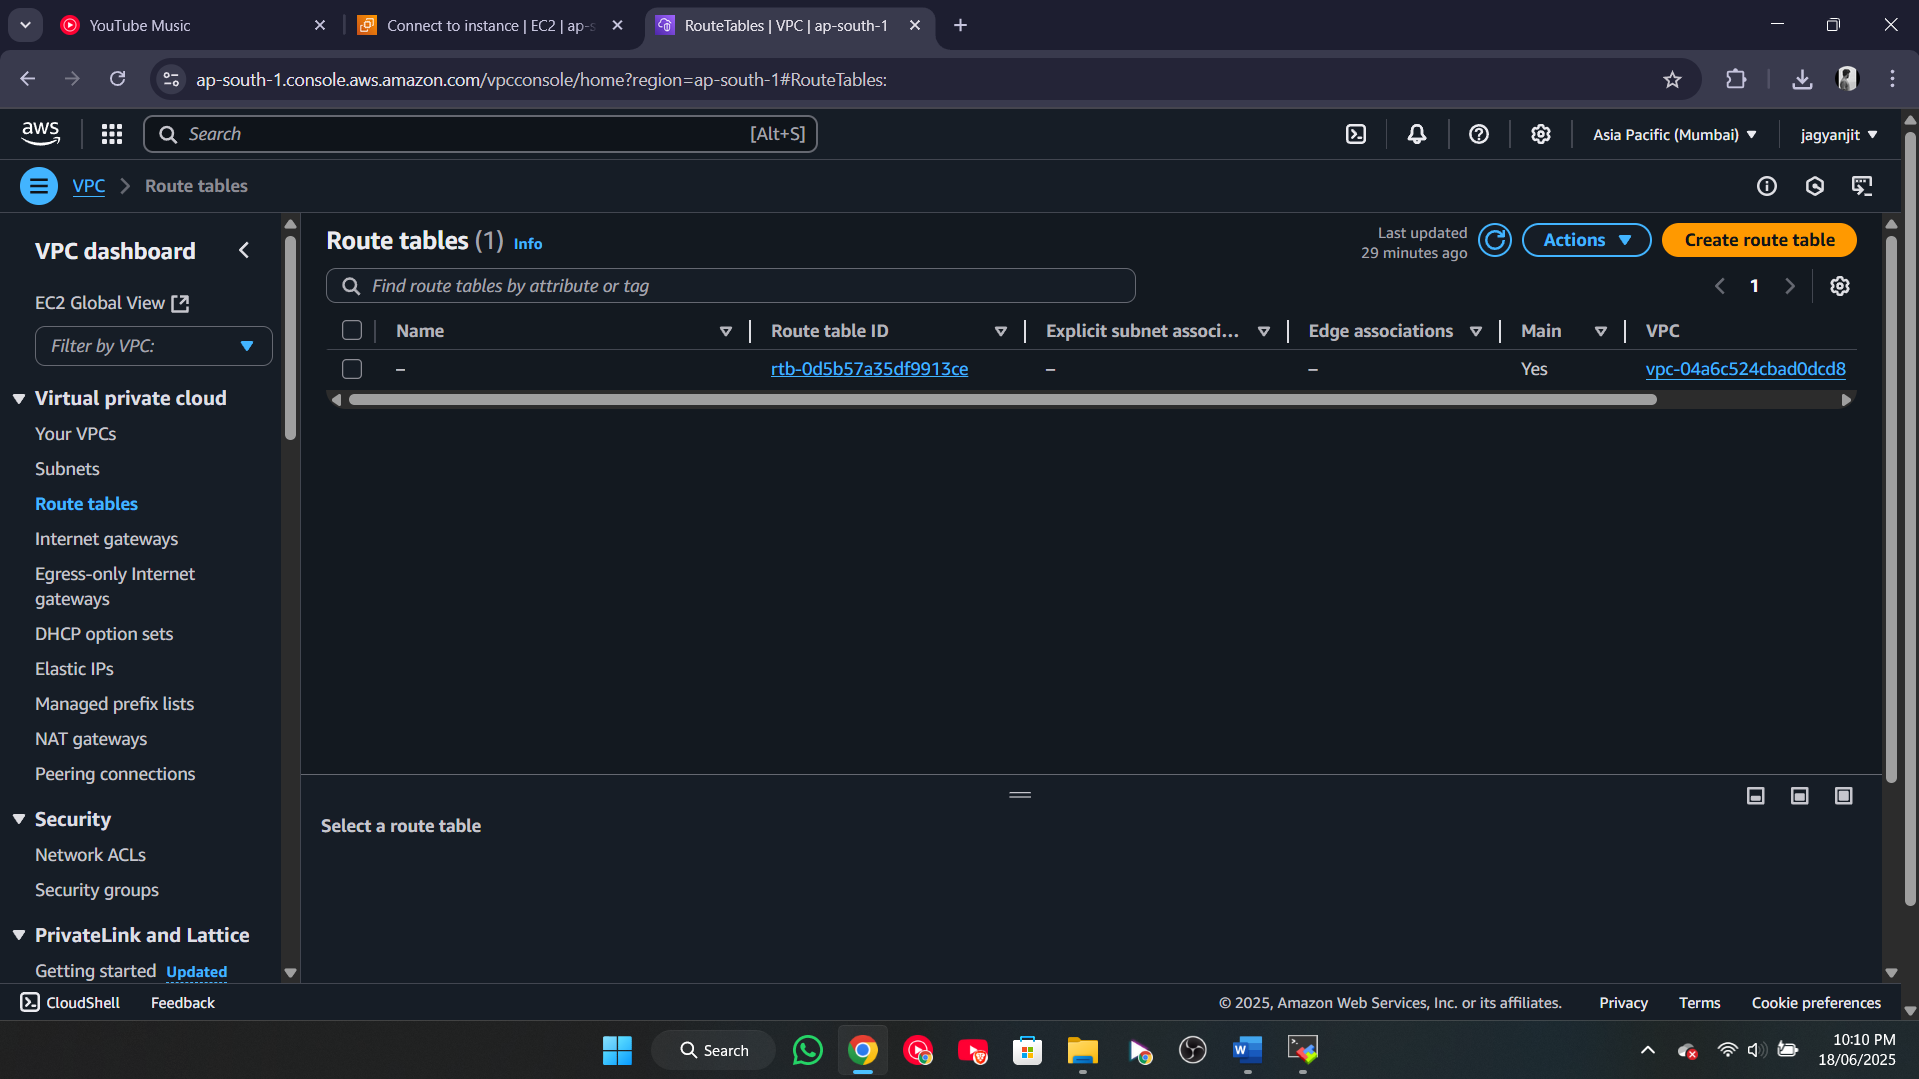 YouTube Music
Connect to instance | EC2 | ap-s
RouteTables | VPC | ap-south-1
ap-south-1.console.aws.amazon.com/vpcconsole/home?region=ap-south-1#RouteTables:
aws
Search
[Alt+S]
Asia Pacific (Mumbai)
jagyanjit
VPC
Route tables
VPC dashboard
EC2 Global View
Filter by VPC:
Virtual private cloud
Your VPCs
Subnets
Route tables
Internet gateways
Egress-only Internet
gateways
DHCP option sets
Elastic IPs
Managed prefix lists
NAT gateways
Peering connections
Security
Network ACLs
Security groups
PrivateLink and Lattice
Getting started Updated
Route tables (1) Info
Last updated
29 minutes ago
Actions
Create route table
Find route tables by attribute or tag
1
Name
Route table ID
Explicit subnet associ...
Edge associations
Main
VPC
–
rtb-0d5b57a35df9913ce
–
–
Yes
vpc-04a6c524cbad0dcd8
Select a route table
CloudShell
Feedback
© 2025, Amazon Web Services, Inc. or its affiliates.
Privacy
Terms
Cookie preferences
Search
10:10 PM
18/06/2025